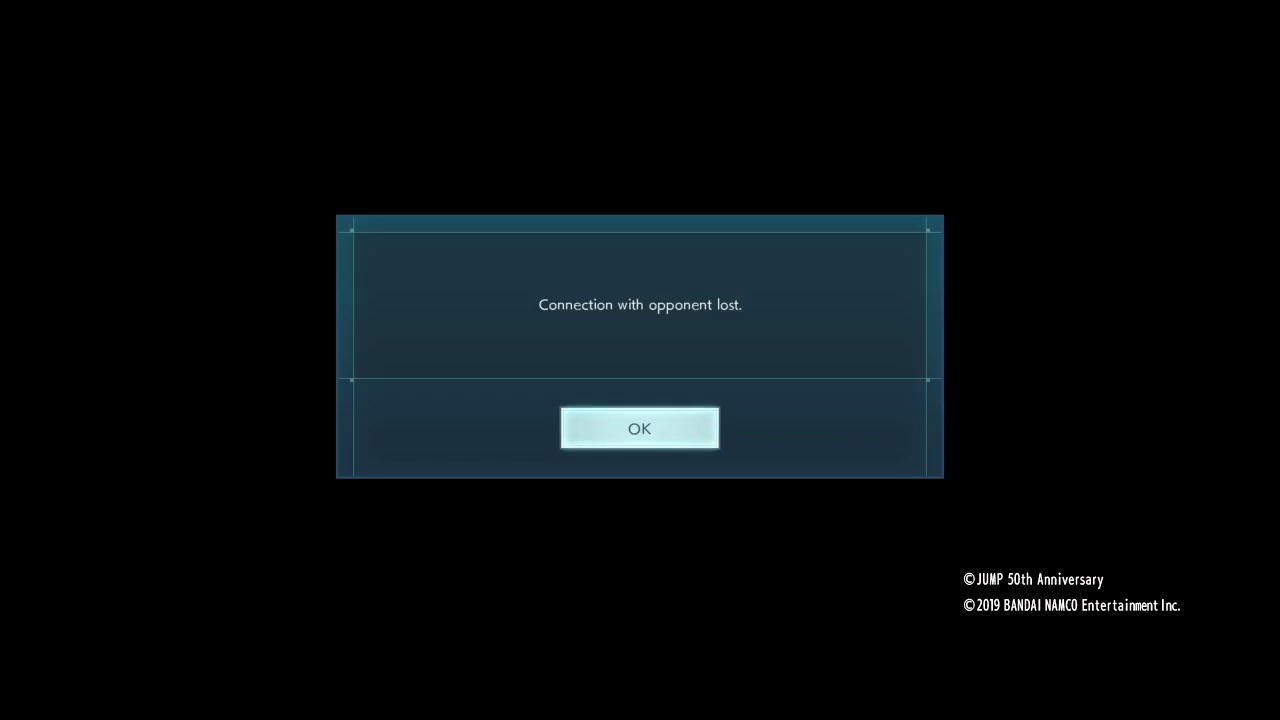 Connection with opponent lost.
OK
©JUMP 50th Anniversary
©2019 BANDAI NAMCO Entertainment Inc.